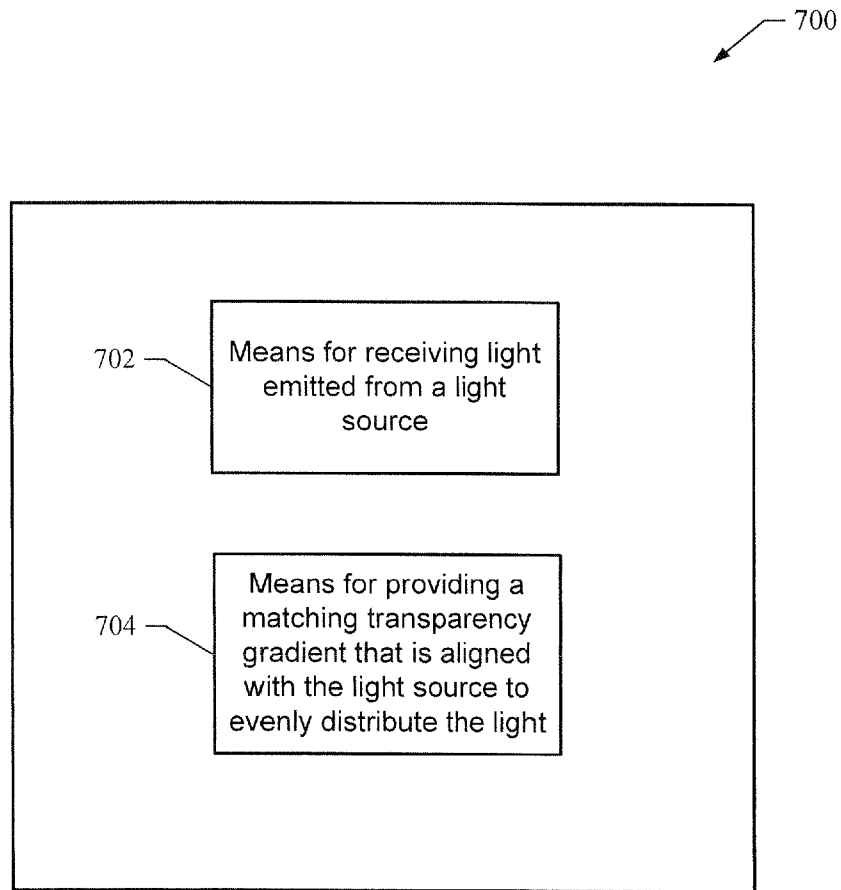 700
702
Means for receiving light
emitted from a light
source
704
Means for providing a
matching transparency
gradient that is aligned
with the light source to
evenly distribute the light